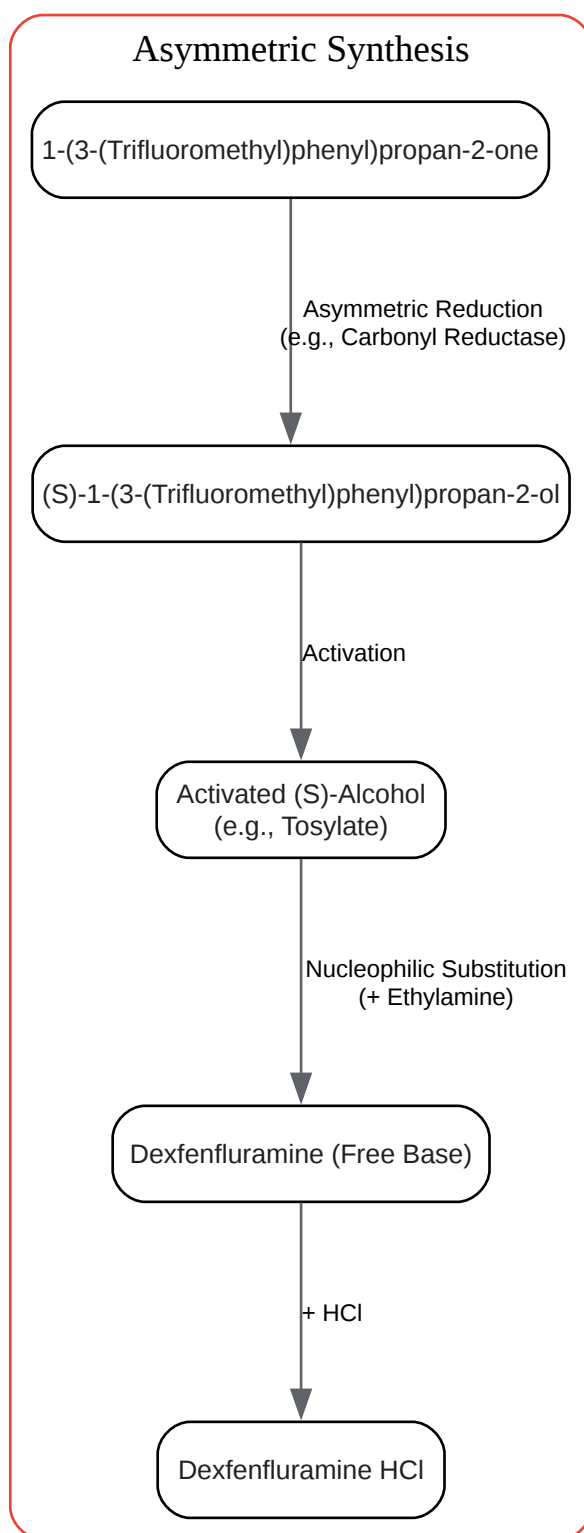 Asymmetric Synthesis
1-(3-(Trifluoromethyl)phenyl)propan-2-one
Asymmetric Reduction
(e.g., Carbonyl Reductase)
(S)-1-(3-(Trifluoromethyl)phenyl)propan-2-ol
Activation
Activated (S)-Alcohol
(e.g., Tosylate)
Nucleophilic Substitution
(+ Ethylamine)
Dexfenfluramine (Free Base)
+ HCl
Dexfenfluramine HCl